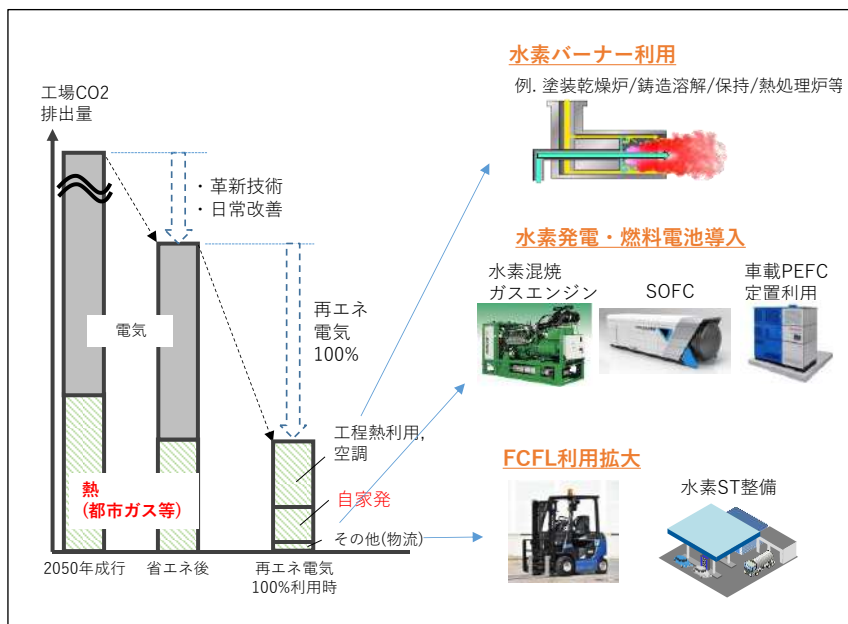 工場CO2
排出量
・革新技術
・日常改善
再エネ
電気
100%
電気
熱
(都市ガス等)
工程熱利用,
空調
自家発
その他(物流)
2050年成行
省エネ後
再エネ電気
100%利用時
水素バーナー利用
例. 塗装乾燥炉/鋳造溶解/保持/熱処理炉等
水素発電・燃料電池導入
水素混焼
ガスエンジン
SOFC
車載PEFC
定置利用
FCFL利用拡大
水素ST整備